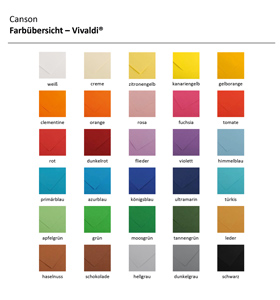 Canson
Farbübersicht – Vivaldi®
weiß creme zitronengelb kanariengelb gelborange
clementine orange rosa fuchsia tomate
rot dunkelrot flieder violett himmelblau
primärblau azurblau königsblau ultramarin türkis
apfelgrün grün moosgrün tannengrün leder
haselnuss schokolade hellgrau dunkelgrau schwarz